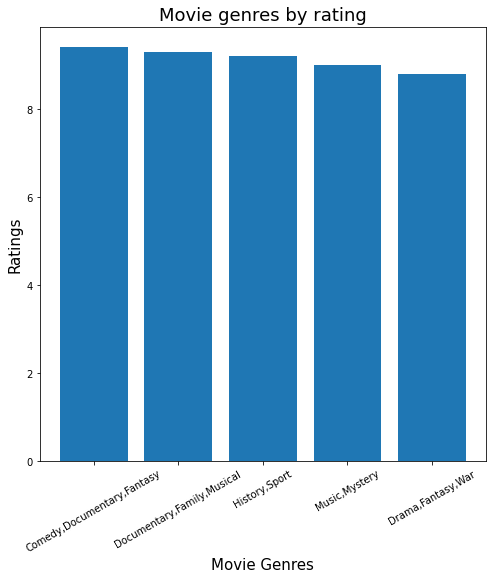 Movie genres by rating
Ratings
8
6
4
2
0
Comedy,Documentary,Fantasy
Documentary,Family,Musical
History,Sport
Music,Mystery
Drama,Fantasy,War
Movie Genres